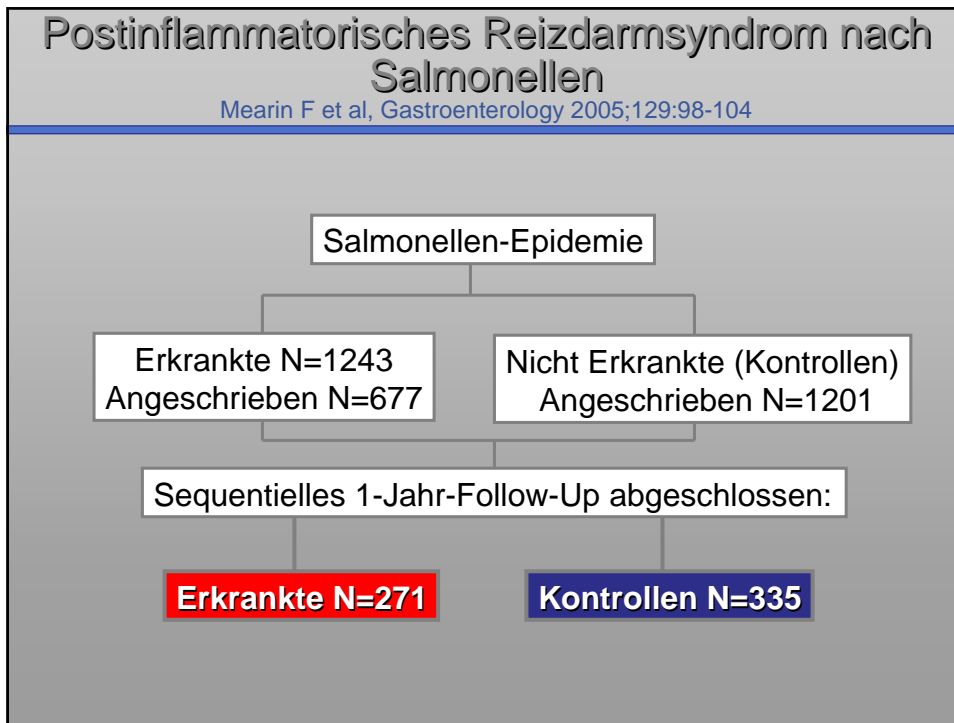 Postinflammatorisches Reizdarmsyndrom nach
Salmonellen
Mearin F et al, Gastroenterology 2005;129:98-104
Salmonellen-Epidemie
Erkrankte N=1243
Angeschrieben N=677
Nicht Erkrankte (Kontrollen)
Angeschrieben N=1201
Sequentielles 1-Jahr-Follow-Up abgeschlossen:
Erkrankte N=271
Kontrollen N=335